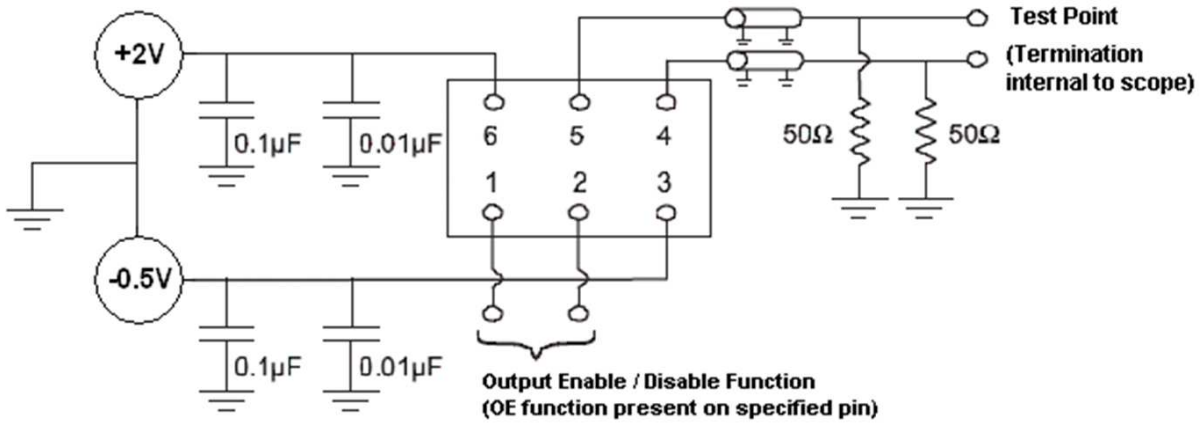 Test Point
(Termination
internal to scope)
+2V
0.1µF
0.01µF
6
5
4
50Ω
50Ω
1
2
3
-0.5V
0.1µF
0.01µF
Output Enable / Disable Function
(OE function present on specified pin)